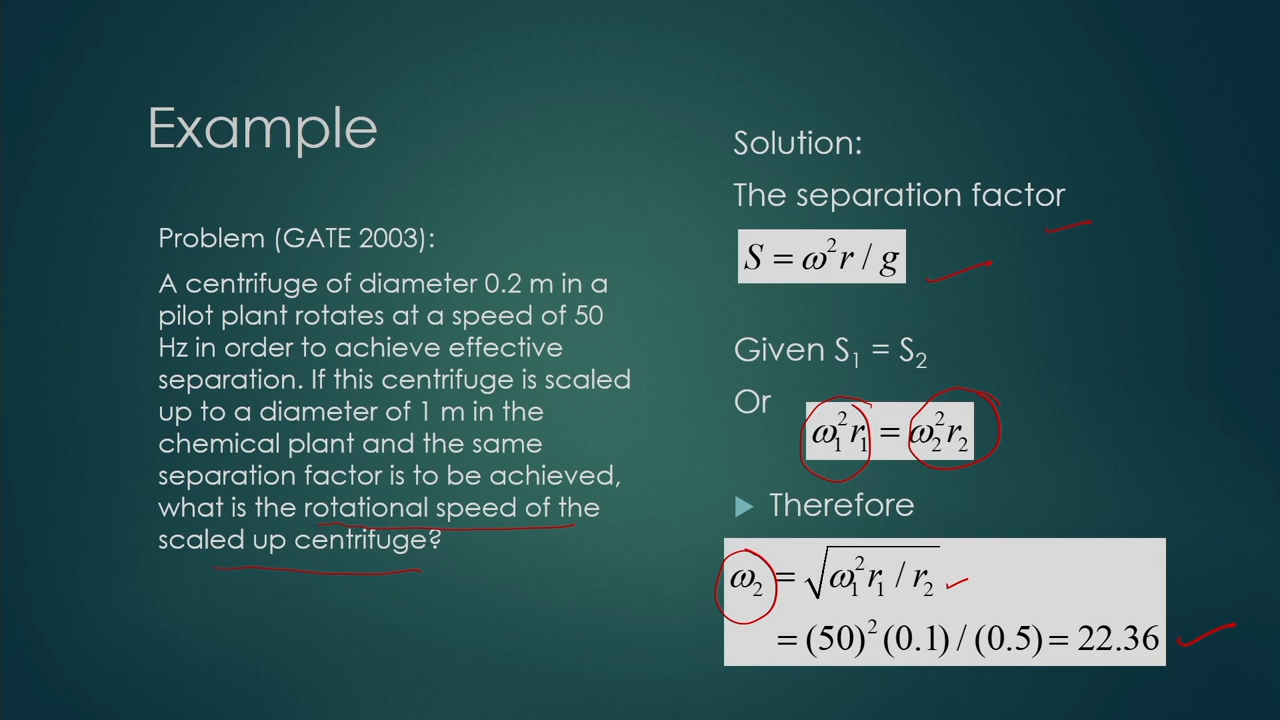 Example
Problem (GATE 2003):
A centrifuge of diameter 0.2 m in a
pilot plant rotates at a speed of 50
Hz in order to achieve effective
separation. If this centrifuge is scaled
up to a diameter of 1 m in the
chemical plant and the same
separation factor is to be achieved,
what is the rotational speed of the
scaled up centrifuge?
Solution:
The separation factor
S = ω²r / g
Given S₁ = S₂
Or
ω₁²r₁ = ω₂²r₂
▶ Therefore
ω₂ = √(ω₁²r₁ / r₂)
= (50)²(0.1) / (0.5) = 22.36